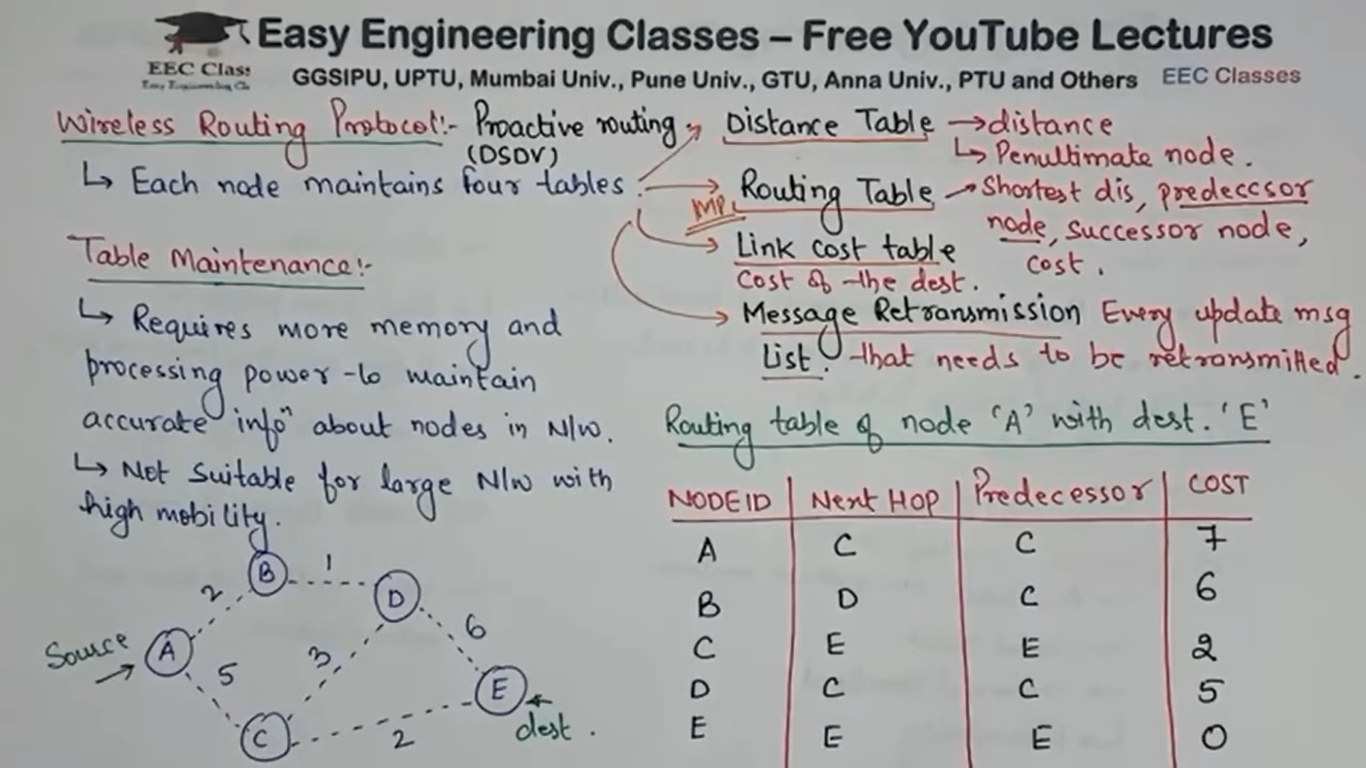 Easy Engineering Classes – Free YouTube Lectures
EEC Class
GGSIPU, UPTU, Mumbai Univ., Pune Univ., GTU, Anna Univ., PTU and Others
EEC Classes
Wireless Routing Protocol:- Proactive routing
(DSDV)
↳ Each node maintains four tables
Distance Table → distance
↳ Penultimate node.
MP.
Routing Table → Shortest dis, predeccsor
node, successor node,
cost.
Link cost table
Cost of the dest.
Message Retransmission Every update msg
List. that needs to be retransmitted.
Table Maintenance:-
↳ Requires more memory and
processing power to maintain
accurate infoⁿ about nodes in N/w.
↳ Not suitable for large N/w with
high mobility.
Source
A
B
C
D
E
dest.
2
1
5
3
6
2
Routing table of node 'A' with dest. 'E'
NODEID Next HOP Predecessor COST
A C C 7
B D C 6
C E E 2
D C C 5
E E E 0